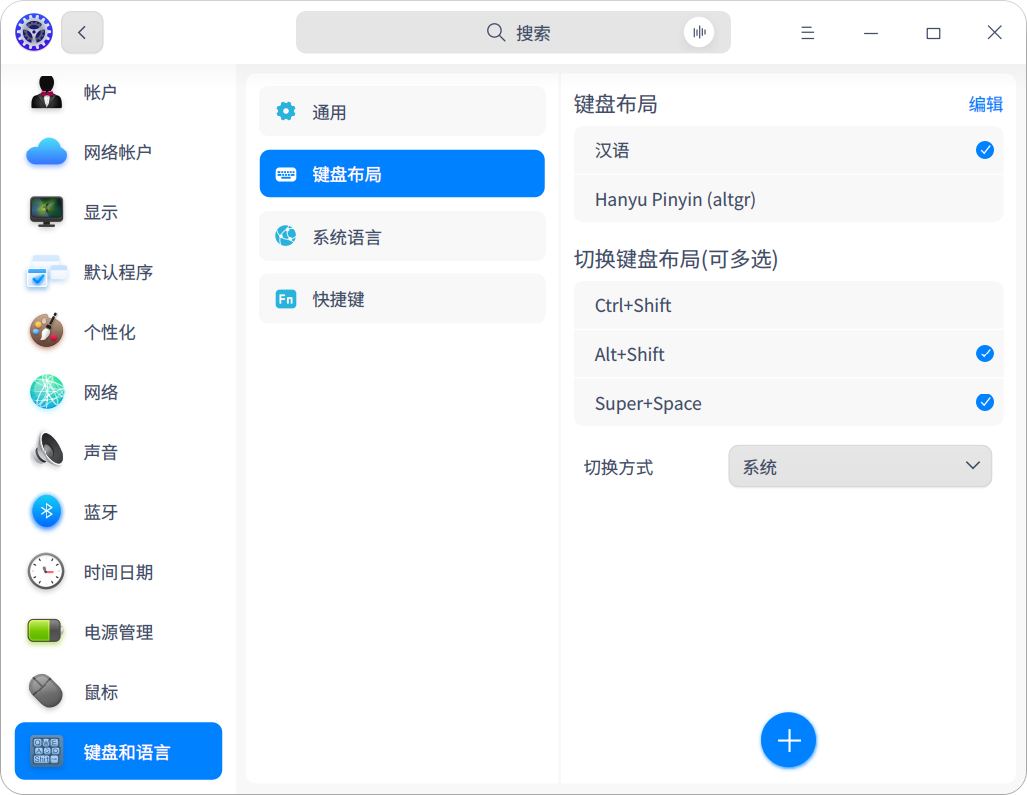 搜索
帐户
网络帐户
显示
默认程序
个性化
网络
声音
蓝牙
时间日期
电源管理
鼠标
键盘和语言
通用
键盘布局
系统语言
Fn 快捷键
键盘布局 编辑
汉语
Hanyu Pinyin (altgr)
切换键盘布局(可多选)
Ctrl+Shift
Alt+Shift
Super+Space
切换方式 系统